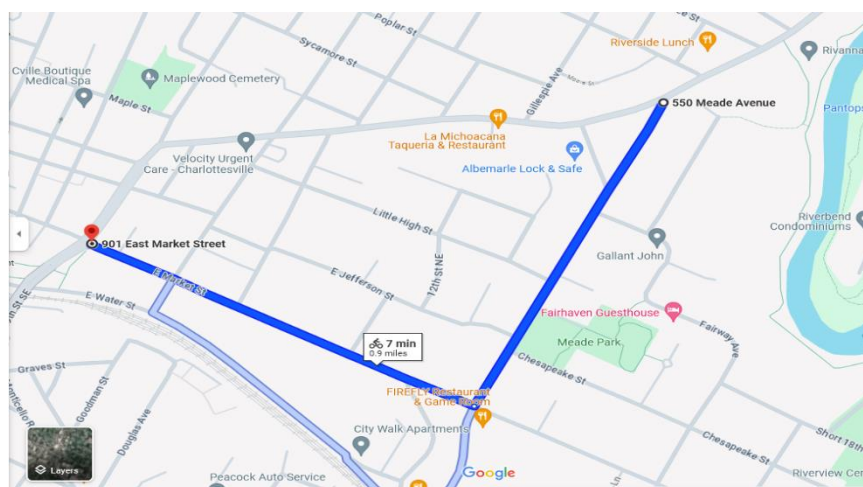 Poplar St
Riverside Lunch
Rivanna
Sycamore St
Cville Boutique
Medical Spa
Maplewood Cemetery
Maple St
Gillespie Ave
Pantops
550 Meade Avenue
La Michoacana
Taqueria & Restaurant
Velocity Urgent
Care - Charlottesville
Albemarle Lock & Safe
Little High St
Riverbend
Condominiums
901 East Market Street
12th St NE
Gallant John
E Jefferson St
E Market St
E Water St
Fairhaven Guesthouse
Fairway Ave
7 min
0.9 miles
Meade Park
Chesapeake St
Graves St
Goodman St
Douglas Ave
FIREFLY Restaurant
& Game Room
City Walk Apartments
Chesapeake St
Short 18th
Layers
Peacock Auto Service
Google
Riverview Cem